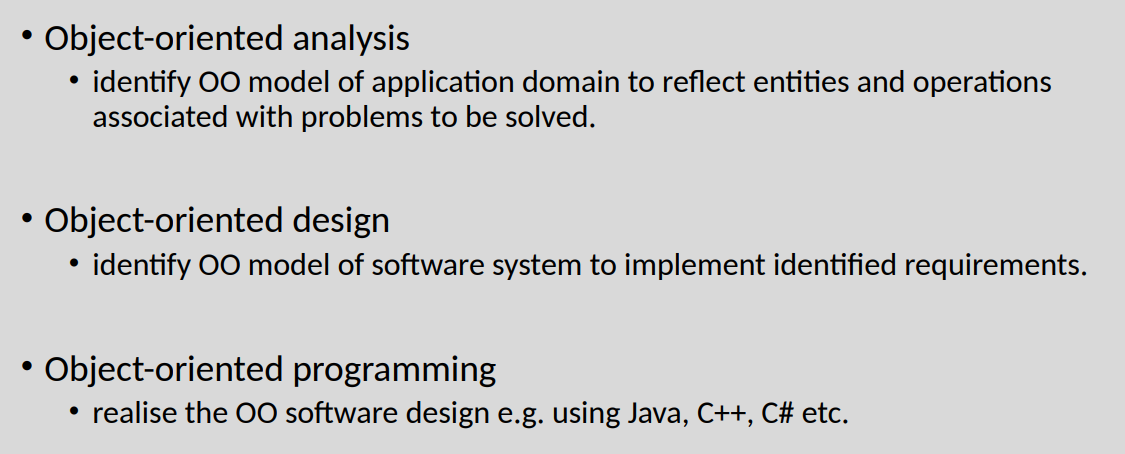 • Object-oriented analysis
• identify OO model of application domain to reflect entities and operations
associated with problems to be solved.
• Object-oriented design
• identify OO model of software system to implement identified requirements.
• Object-oriented programming
• realise the OO software design e.g. using Java, C++, C# etc.